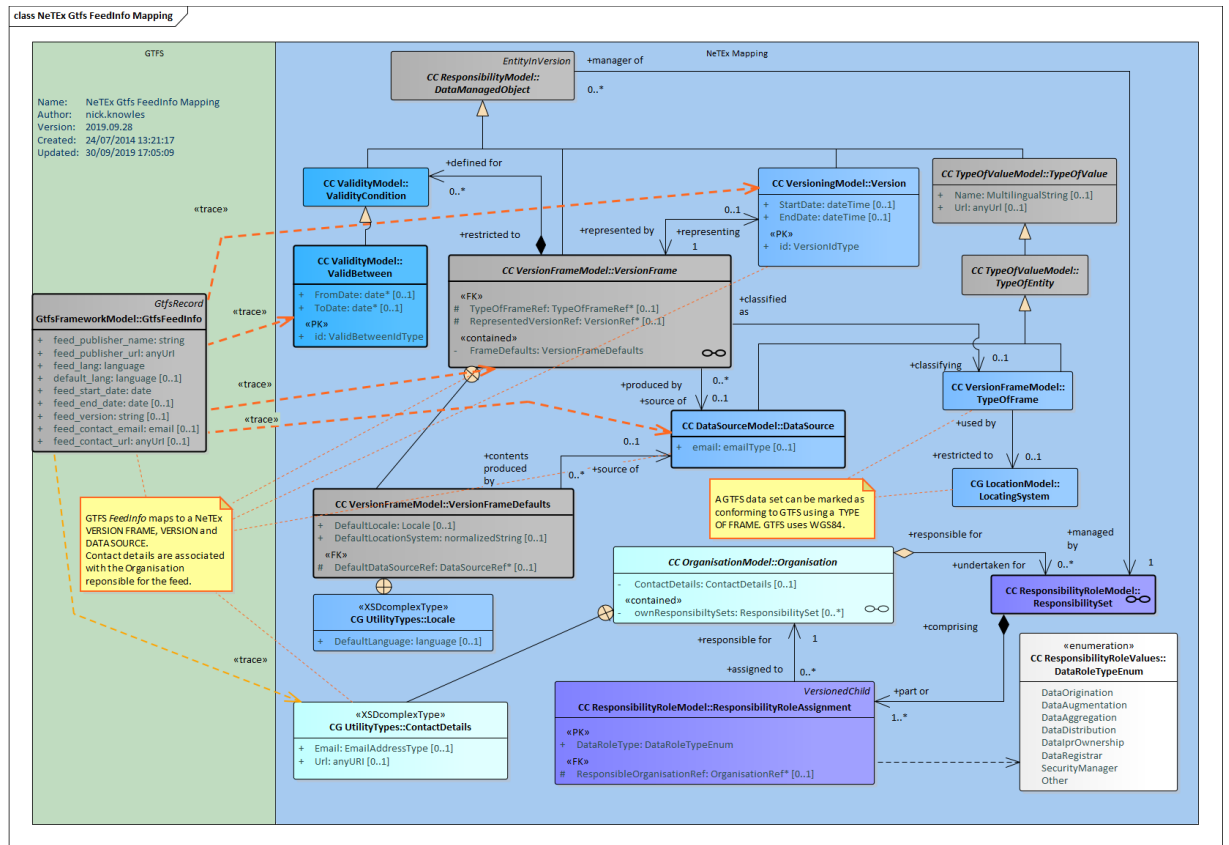 class NeTEx Gtfs FeedInfo Mapping
GTFS
NeTEx Mapping
Name: NeTEx Gtfs FeedInfo Mapping
Author: nick.knowles
Version: 2019.09.28
Created: 24/07/2014 13:21:17
Updated: 30/09/2019 17:05:09
EntityInVersion
CC ResponsibilityModel::
DataManagedObject
+manager of
0..*
CC ValidityModel::
ValidityCondition
+defined for
0..*
+restricted to
CC VersioningModel::Version
+ StartDate: dateTime [0..1]
+ EndDate: dateTime [0..1]
«PK»
+ id: VersionIdType
CC TypeOfValueModel::TypeOfValue
+ Name: MultilingualString [0..1]
+ Url: anyUrl [0..1]
«trace»
0..1
+represented by
+representing
1
CC ValidityModel::
ValidBetween
+ FromDate: date* [0..1]
+ ToDate: date* [0..1]
«PK»
+ id: ValidBetweenIdType
CC VersionFrameModel::VersionFrame
«FK»
# TypeOfFrameRef: TypeOfFrameRef* [0..1]
# RepresentedVersionRef: VersionRef* [0..1]
«contained»
- FrameDefaults: VersionFrameDefaults
CC TypeOfValueModel::
TypeOfEntity
+classified
as
GtfsRecord
GtfsFrameworkModel::GtfsFeedInfo
+ feed_publisher_name: string
+ feed_publisher_url: anyUrl
+ feed_lang: language
+ default_lang: language [0..1]
+ feed_start_date: date
+ feed_end_date: date [0..1]
+ feed_version: string [0..1]
+ feed_contact_email: email [0..1]
+ feed_contact_url: anyUrl [0..1]
«trace»
«trace»
«trace»
+classifying
0..1
CC VersionFrameModel::
TypeOfFrame
+produced by
0..*
+source of
0..1
CC DataSourceModel::DataSource
+ email: emailType [0..1]
+used by
+restricted to
0..1
CG LocationModel::
LocatingSystem
+contents
produced
by
0..1
0..*
+source of
CC VersionFrameModel::VersionFrameDefaults
+ DefaultLocale: Locale [0..1]
+ DefaultLocationSystem: normalizedString [0..1]
«FK»
# DefaultDataSourceRef: DataSourceRef* [0..1]
A GTFS data set can be marked as
conforming to GTFS using a TYPE
OF FRAME. GTFS uses WGS84.
GTFS FeedInfo maps to a NeTEx
VERSION FRAME, VERSION and
DATASOURCE.
Contact details are associated
with the Organisation
reponsible for the feed.
CC OrganisationModel::Organisation
- ContactDetails: ContactDetails [0..1]
«contained»
- ownResponsibiltySets: ResponsibilitySet [0..*]
+responsible for
+managed
by
+undertaken for
0..*
1
CC ResponsibilityRoleModel::
ResponsibilitySet
«XSDcomplexType»
CG UtilityTypes::Locale
+ DefaultLanguage: language [0..1]
+comprising
+responsible for
1
+assigned to
0..*
«trace»
«enumeration»
CC ResponsibilityRoleValues::
DataRoleTypeEnum
DataOrigination
DataAugmentation
DataAggregation
DataDistribution
DataIprOwnership
DataRegistrar
SecurityManager
Other
VersionedChild
CC ResponsibilityRoleModel::ResponsibilityRoleAssignment
«PK»
+ DataRoleType: DataRoleTypeEnum
«FK»
# ResponsibleOrganisationRef: OrganisationRef* [0..1]
+part or
1..*
«XSDcomplexType»
CG UtilityTypes::ContactDetails
+ Email: EmailAddressType [0..1]
+ Url: anyURI [0..1]